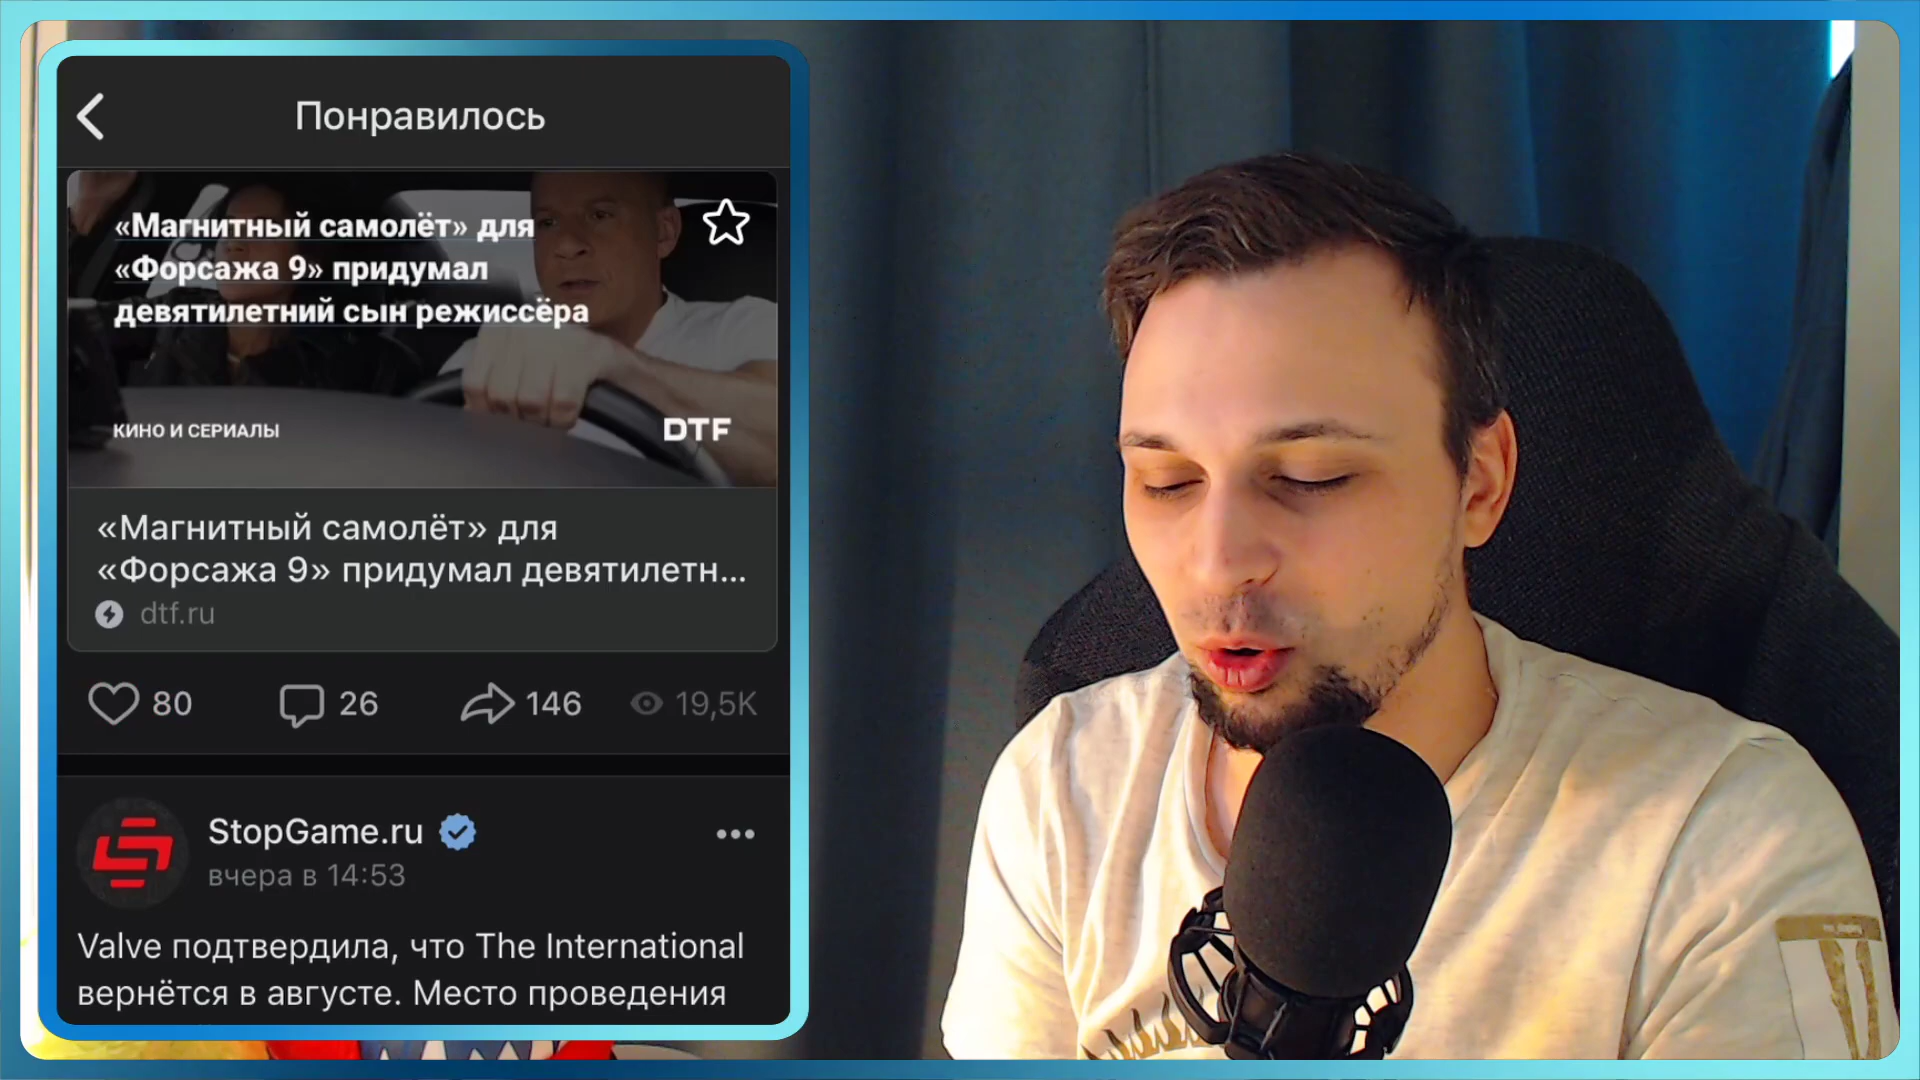 Понравилось
«Магнитный самолёт» для
«Форсажа 9» придумал
девятилетний сын режиссёра
КИНО И СЕРИАЛЫ
DTF
«Магнитный самолёт» для
«Форсажа 9» придумал девятилетн...
dtf.ru
80 26 146 19,5K
StopGame.ru
вчера в 14:53
Valve подтвердила, что The International
вернётся в августе. Место проведения